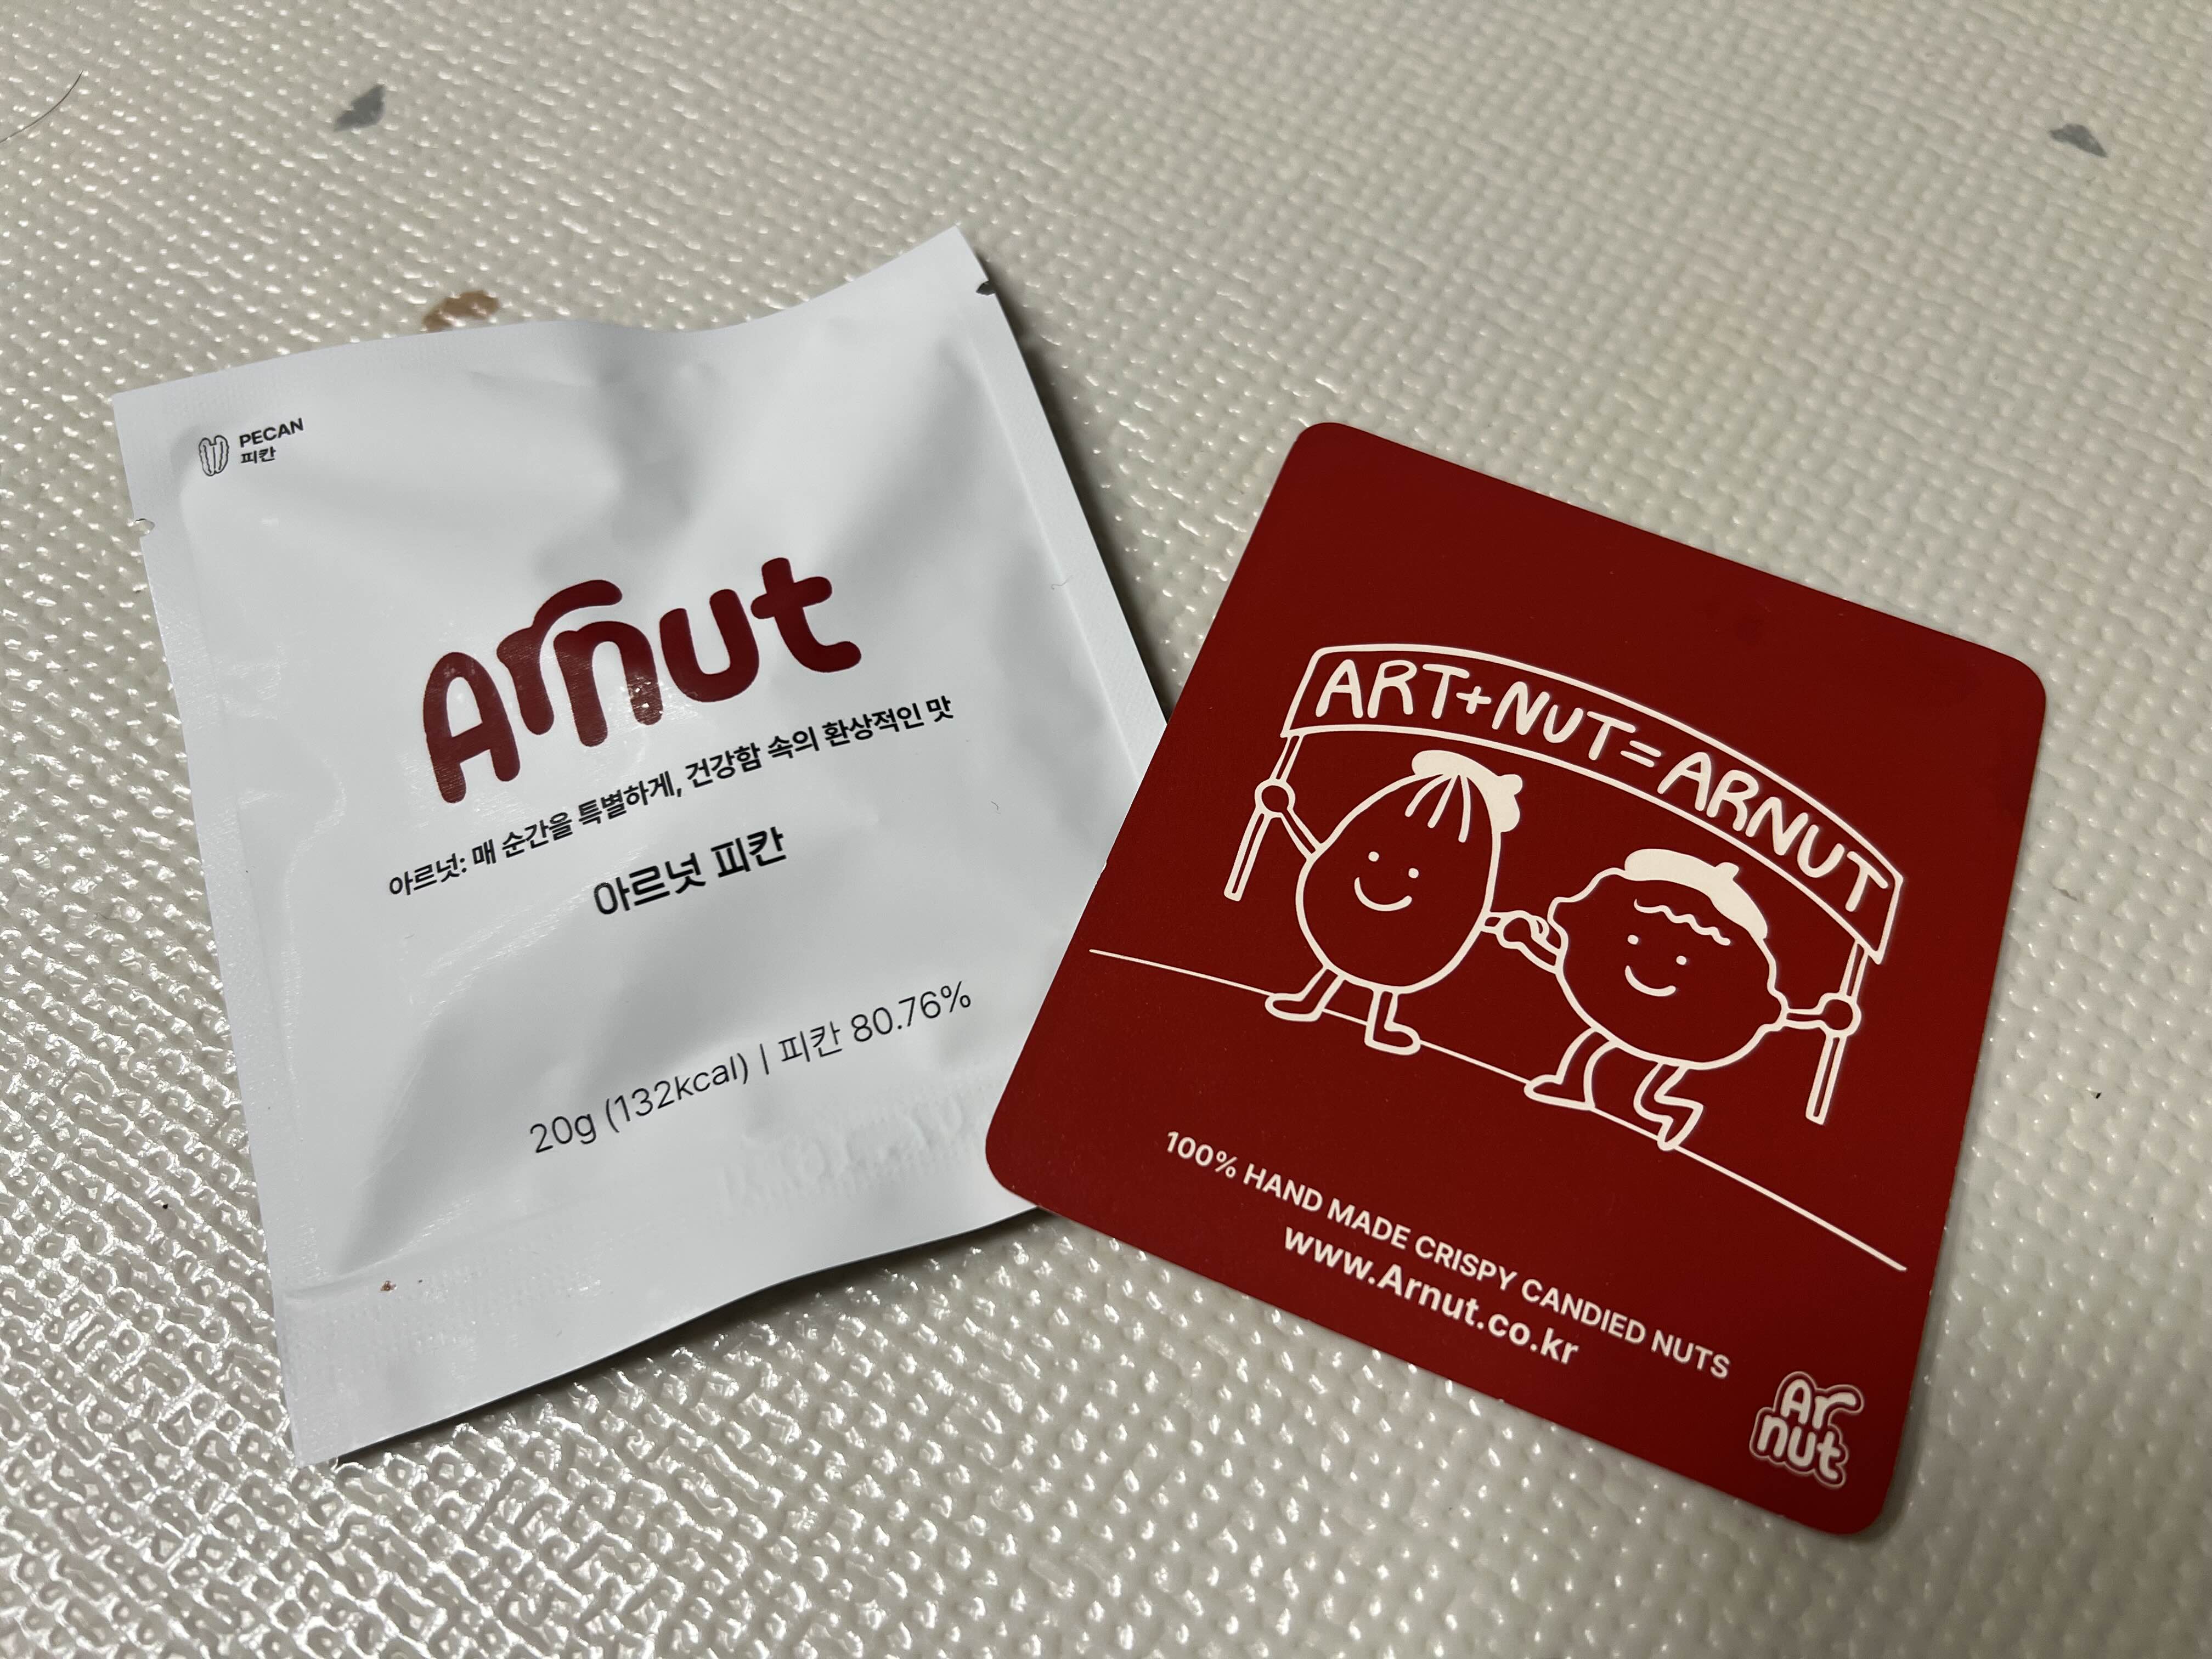 PECAN
피칸
Arnut
아르넛: 매 순간을 특별하게, 건강함 속의 환상적인 맛
아르넛 피칸
20g (132kcal) | 피칸 80.76%
ART+NUT=ARNUT
100% HAND MADE CRISPY CANDIED NUTS
www.Arnut.co.kr
Ar
nut